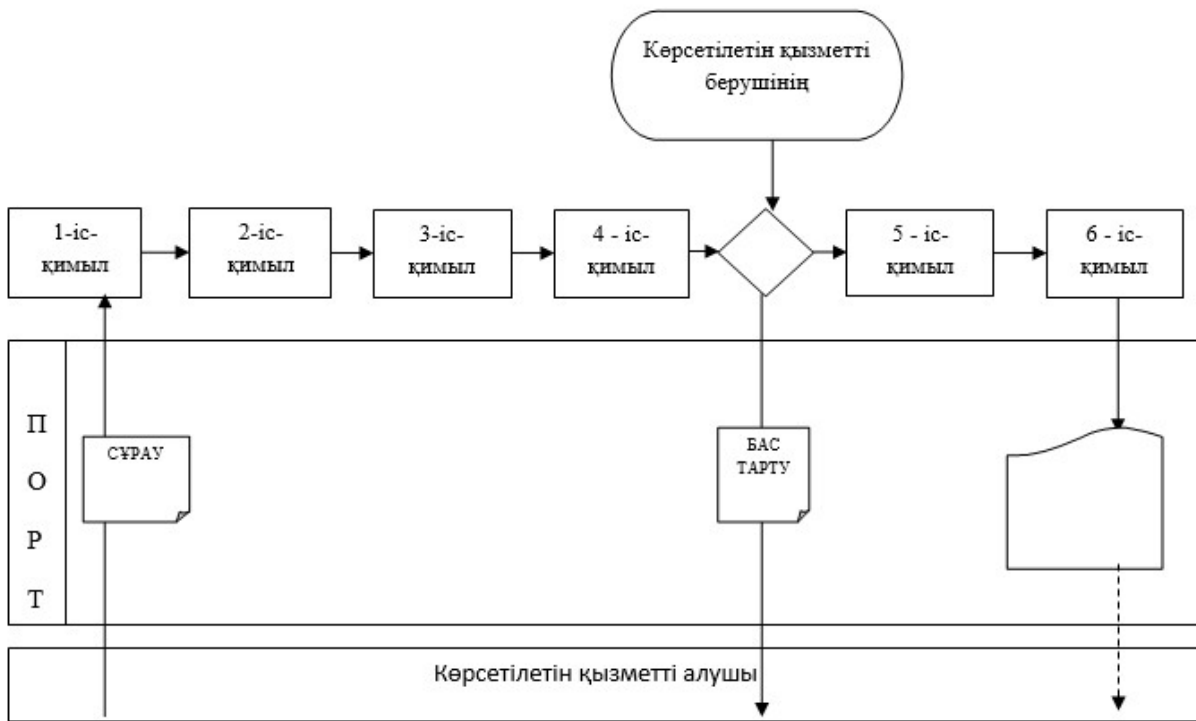 Көрсетілетін қызметті
берушінің
1-іс-
қимыл
2-іс-
қимыл
3-іс-
қимыл
4 - іс-
қимыл
5 - іс-
қимыл
6 - іс-
қимыл
П
О
Р
Т
СҰРАУ
БАС
ТАРТУ
Көрсетілетін қызметті алушы